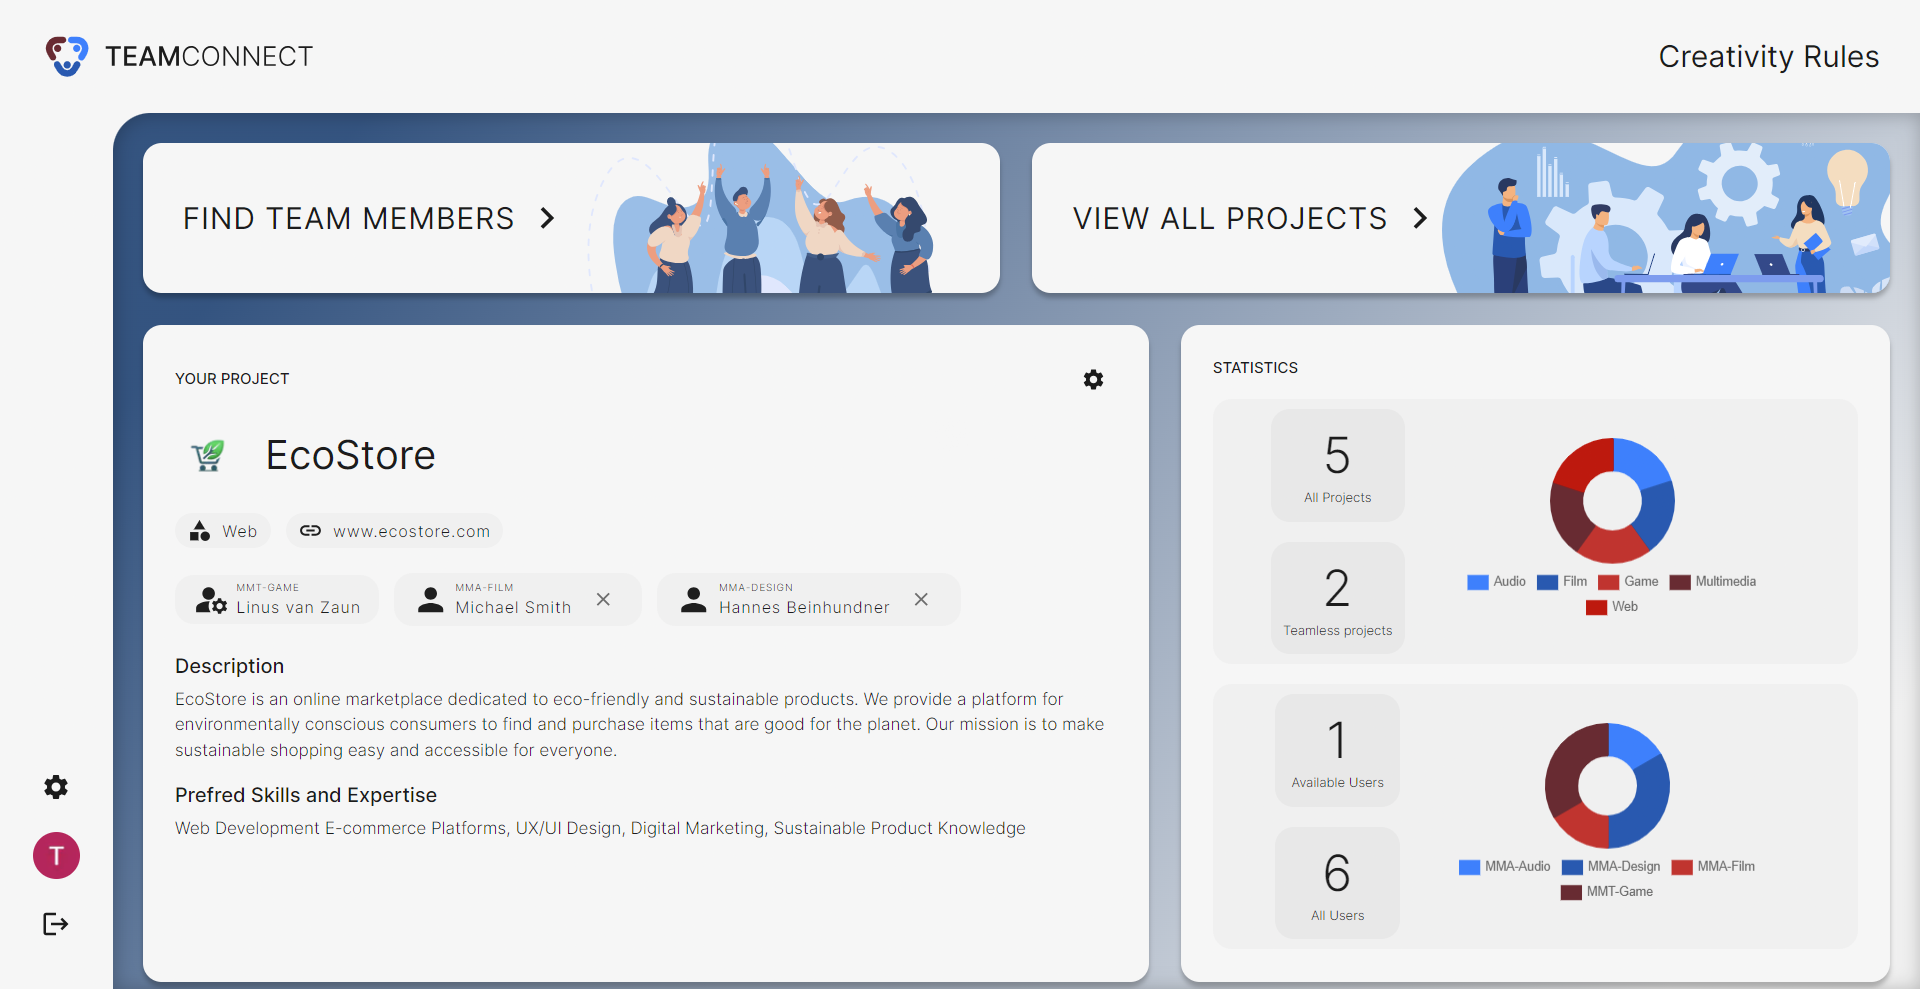 TEAMCONNECT
Creativity Rules
FIND TEAM MEMBERS
VIEW ALL PROJECTS
YOUR PROJECT
EcoStore
Web
www.ecostore.com
MMT-GAME
Linus van Zaun
MMA-FILM
Michael Smith
MMA-DESIGN
Hannes Beinhundner
Description
EcoStore is an online marketplace dedicated to eco-friendly and sustainable products. We provide a platform for
environmentally conscious consumers to find and purchase items that are good for the planet. Our mission is to make
sustainable shopping easy and accessible for everyone.
Prefred Skills and Expertise
Web Development E-commerce Platforms, UX/UI Design, Digital Marketing, Sustainable Product Knowledge
STATISTICS
5
All Projects
2
Teamless projects
Audio Film Game Multimedia
Web
1
Available Users
6
All Users
MMA-Audio MMA-Design MMA-Film
MMT-Game
T